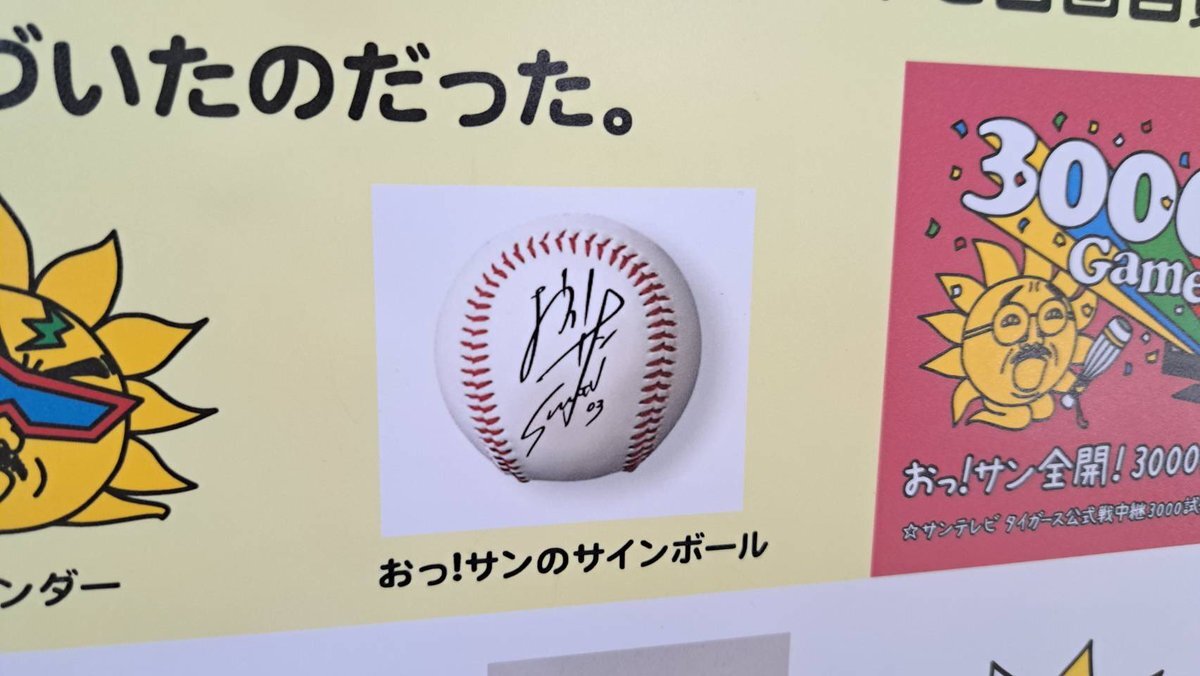 づいたのだった。
3000
Game
おっ!サン全開!3000
☆サンテレビ タイガース公式戦中継3000試
03
おっ!サンのサインボール
ンダー